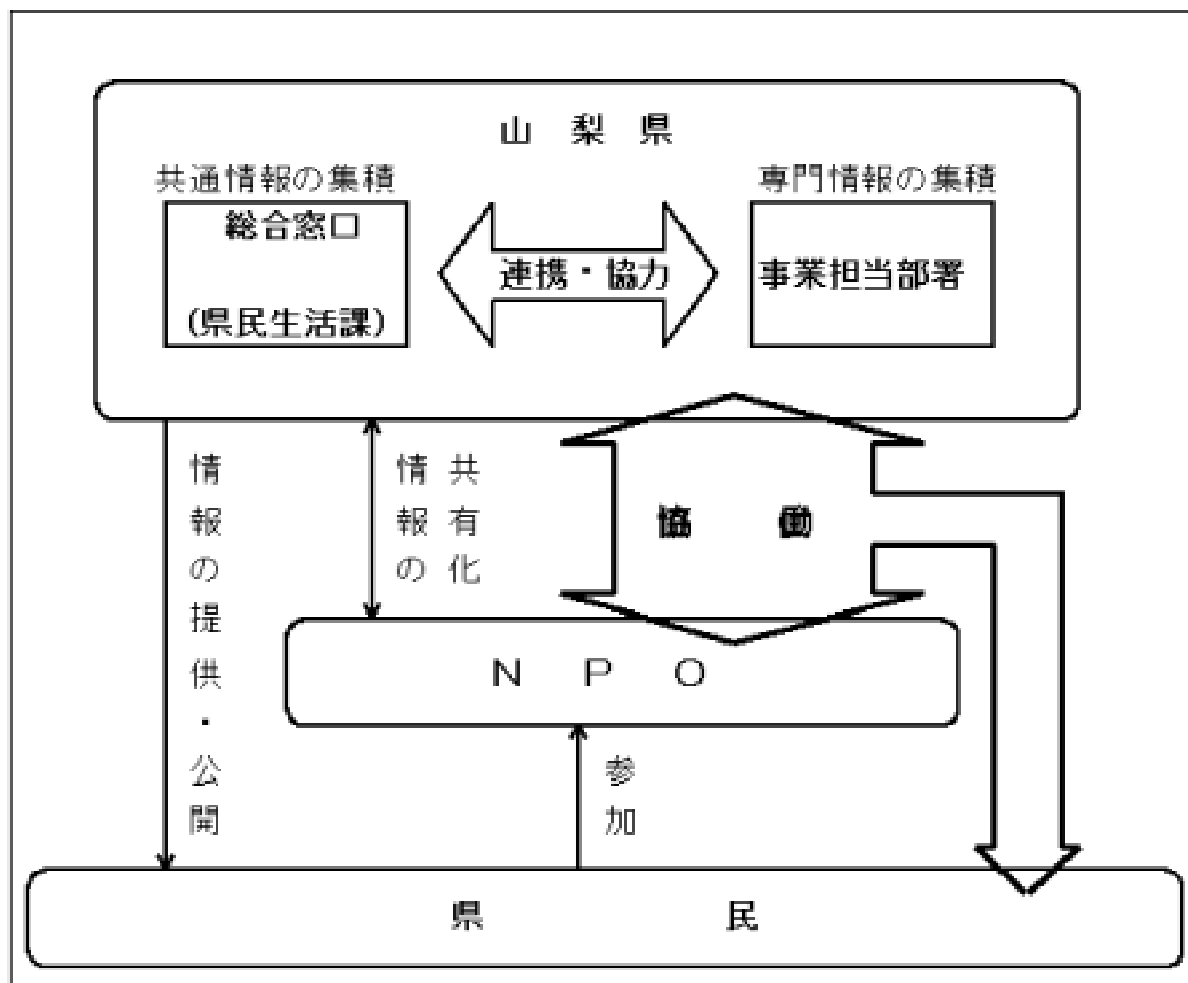 山梨県
共通情報の集積
専門情報の集積
総合窓口
(県民生活課)
連携・協力
事業担当部署
情報の提供・公開
情報の
共有化
協働
NPO
参加
県民